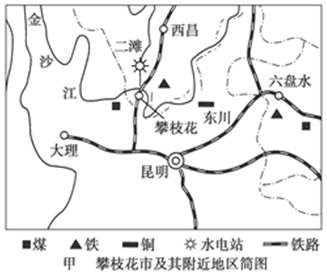 金
沙
江
西昌
二滩
六盘水
攀枝花
东川
大理
昆明
■煤 ▲铁 ▬铜 水电站 铁路
甲 攀枝花市及其附近地区简图